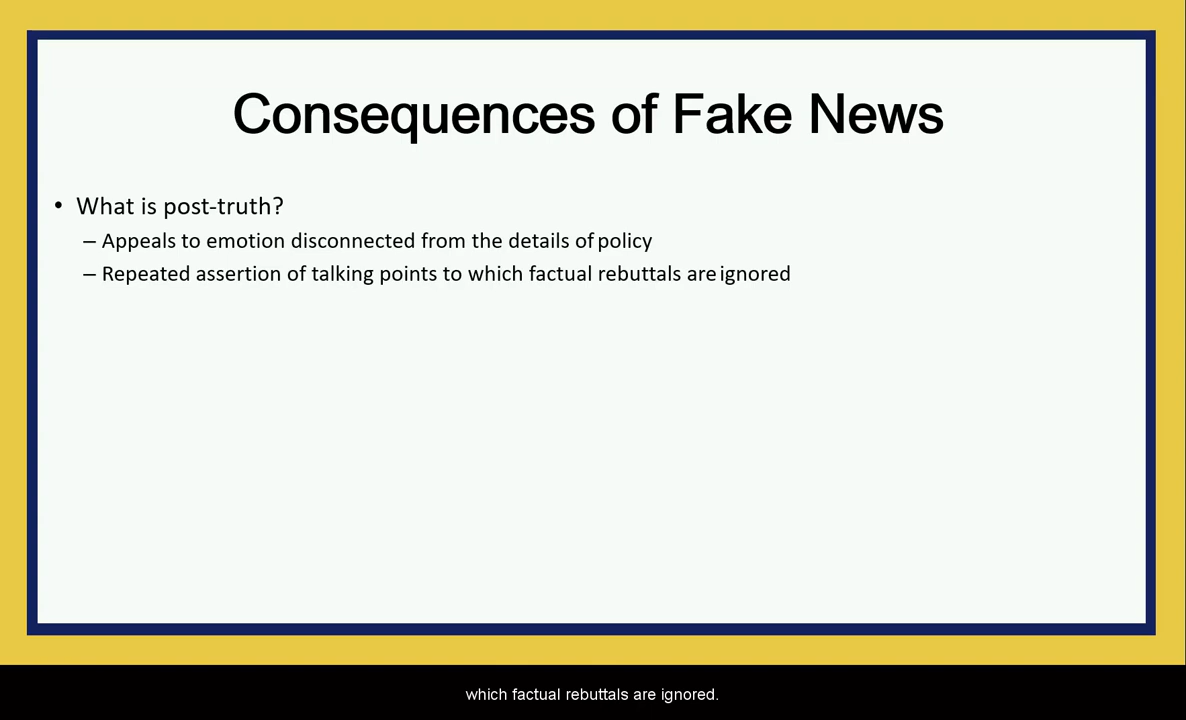 Consequences of Fake News
• What is post-truth?
– Appeals to emotion disconnected from the details of policy
– Repeated assertion of talking points to which factual rebuttals are ignored
which factual rebuttals are ignored.